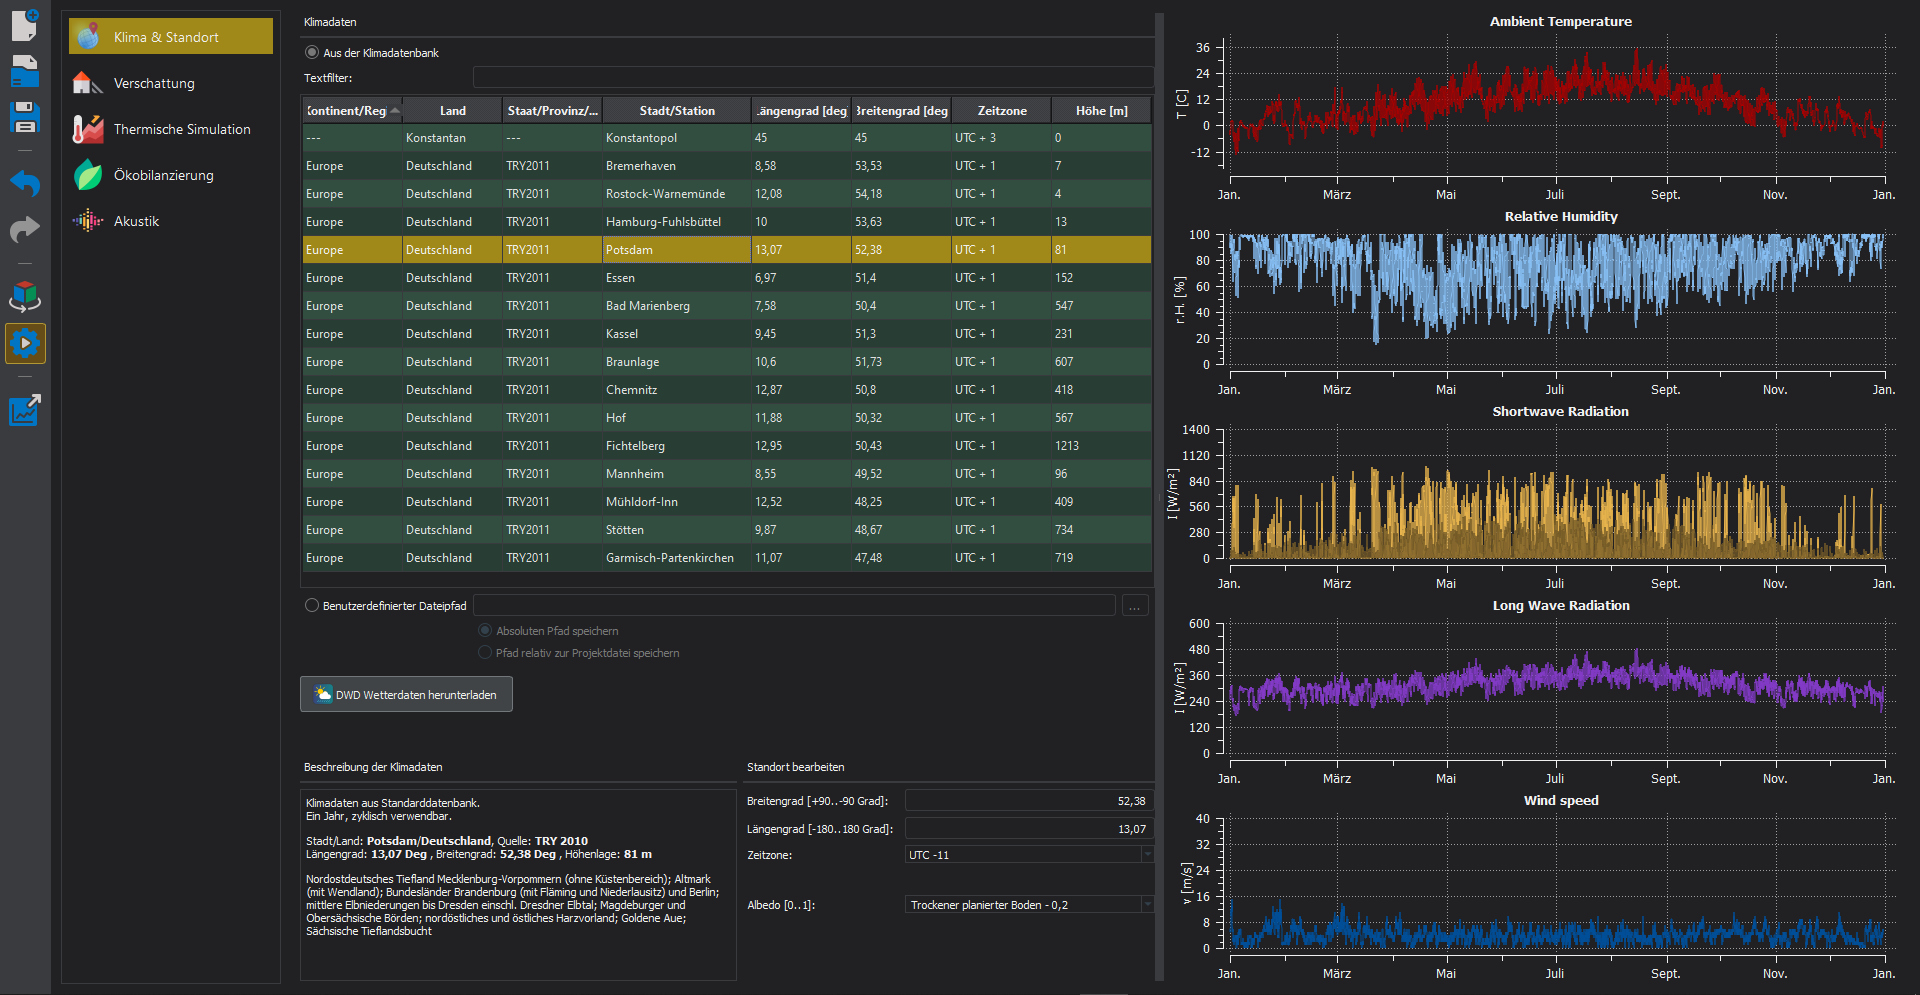 Klima & Standort
Verschattung
Thermische Simulation
Ökobilanzierung
Akustik
Klimadaten
Aus der Klimadatenbank
Textfilter:
Kontinent/Regi Land Staat/Provinz/... Stadt/Station Längengrad [deg Breitengrad [deg Zeitzone Höhe [m]
--- Konstantan --- Konstantopol 45 45 UTC + 3 0
Europe Deutschland TRY2011 Bremerhaven 8,58 53,53 UTC + 1 7
Europe Deutschland TRY2011 Rostock-Warnemünde 12,08 54,18 UTC + 1 4
Europe Deutschland TRY2011 Hamburg-Fuhlsbüttel 10 53,63 UTC + 1 13
Europe Deutschland TRY2011 Potsdam 13,07 52,38 UTC + 1 81
Europe Deutschland TRY2011 Essen 6,97 51,4 UTC + 1 152
Europe Deutschland TRY2011 Bad Marienberg 7,58 50,4 UTC + 1 547
Europe Deutschland TRY2011 Kassel 9,45 51,3 UTC + 1 231
Europe Deutschland TRY2011 Braunlage 10,6 51,73 UTC + 1 607
Europe Deutschland TRY2011 Chemnitz 12,87 50,8 UTC + 1 418
Europe Deutschland TRY2011 Hof 11,88 50,32 UTC + 1 567
Europe Deutschland TRY2011 Fichtelberg 12,95 50,43 UTC + 1 1213
Europe Deutschland TRY2011 Mannheim 8,55 49,52 UTC + 1 96
Europe Deutschland TRY2011 Mühldorf-Inn 12,52 48,25 UTC + 1 409
Europe Deutschland TRY2011 Stötten 9,87 48,67 UTC + 1 734
Europe Deutschland TRY2011 Garmisch-Partenkirchen 11,07 47,48 UTC + 1 719
Benutzerdefinierter Dateipfad ...
Absoluten Pfad speichern
Pfad relativ zur Projektdatei speichern
DWD Wetterdaten herunterladen
Beschreibung der Klimadaten
Klimadaten aus Standarddatenbank.
Ein Jahr, zyklisch verwendbar.
Stadt/Land: Potsdam/Deutschland, Quelle: TRY 2010
Längengrad: 13,07 Deg , Breitengrad: 52,38 Deg , Höhenlage: 81 m
Nordostdeutsches Tiefland Mecklenburg-Vorpommern (ohne Küstenbereich); Altmark
(mit Wendland); Bundesländer Brandenburg (mit Fläming und Niederlausitz) und Berlin;
mittlere Elbniederungen bis Dresden einschl. Dresdner Elbtal; Magdeburger und
Obersächsische Börden; nordöstliches und östliches Harzvorland; Goldene Aue;
Sächsische Tieflandsbucht
Standort bearbeiten
Breitengrad [+90..-90 Grad]: 52,38
Längengrad [-180..180 Grad]: 13,07
Zeitzone: UTC -11
Albedo [0..1]: Trockener planierter Boden - 0,2
Ambient Temperature
T [C]
36
24
12
0
-12
Jan. März Mai Juli Sept. Nov. Jan.
Relative Humidity
r.H. [%]
100
80
60
40
20
0
Jan. März Mai Juli Sept. Nov. Jan.
Shortwave Radiation
I [W/m²]
1400
1120
840
560
280
0
Jan. März Mai Juli Sept. Nov. Jan.
Long Wave Radiation
I [W/m²]
600
480
360
240
120
0
Jan. März Mai Juli Sept. Nov. Jan.
Wind speed
v [m/s]
40
32
24
16
8
0
Jan. März Mai Juli Sept. Nov. Jan.